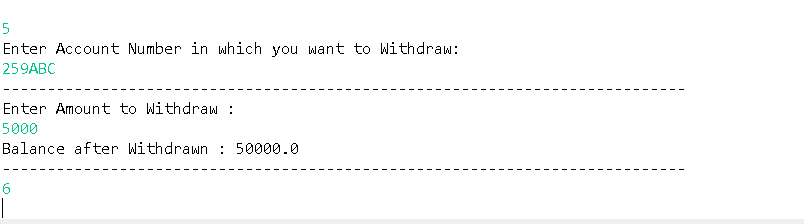 5
Enter Account Number in which you want to Withdraw:
259ABC
----------------------------------------------------------------------------
Enter Amount to Withdraw :
5000
Balance after Withdrawn : 50000.0
----------------------------------------------------------------------------
6